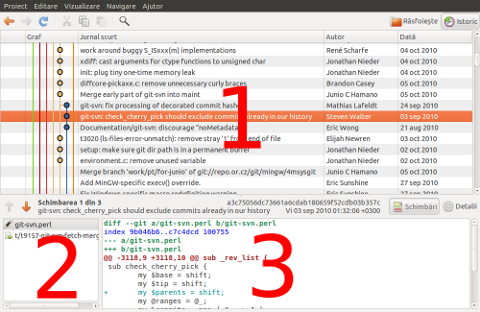 Proiect Editare Vizualizare Navigare Ajutor
Răsfoiește Istoric
Graf Jurnal scurt Autor Dată
work around buggy S_ISxxx(m) implementations René Scharfe 04 oct 2010
xdiff: cast arguments for ctype functions to unsigned char Jonathan Nieder 04 oct 2010
init: plug tiny one-time memory leak Jonathan Nieder 04 oct 2010
diffcore-pickaxe.c: remove unnecessary curly braces Brandon Casey 05 oct 2010
Merge early part of git-svn into maint Junio C Hamano 05 oct 2010
git-svn: fix processing of decorated commit hashes Mathias Lafeldt 24 sep 2010
git-svn: check_cherry_pick should exclude commits already in our history Steven Walter 03 sep 2010
Documentation/git-svn: discourage "noMetadata" Eric Wong 21 aug 2010
t3020 (ls-files-error-unmatch): remove stray '1' from end of file Elijah Newren 03 oct 2010
setup: make sure git dir path is in a permanent buffer Jonathan Nieder 02 oct 2010
environment.c: remove unused variable Jonathan Nieder 02 oct 2010
Merge branch 'work/pt/for-junio' of git://repo.or.cz/git/mingw/4msysgit Junio C Hamano 05 oct 2010
Add MinGW-specific execv() override. Eric Sunshine 27 sep 2010
1
Schimbarea 1 din 3 a3c75056dc73661a6cdab180659f52cdb03b357c
git-svn: check_cherry_pick should exclude commits already in our history Vi 03 sep 2010 01:32:06 +0300
Schimbări Detalii
git-svn.perl
t/t9157-git-svn-fetch-merg
2
diff --git a/git-svn.perl b/git-svn.perl
index 9b046b6..c7c4dcd 100755
--- a/git-svn.perl
+++ b/git-svn.perl
@@ -3118,9 +3118,10 @@ sub _rev_list {
sub check_cherry_pick {
my $base = shift;
my $tip = shift;
+ my $parents = shift;
my @ranges = @_;
3